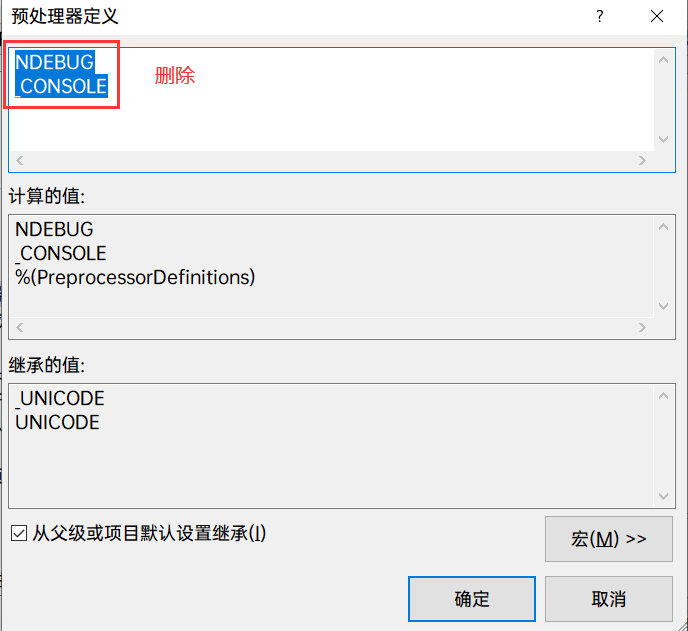 预处理器定义
NDEBUG
_CONSOLE
删除
计算的值:
NDEBUG
_CONSOLE
%(PreprocessorDefinitions)
继承的值:
_UNICODE
UNICODE
从父级或项目默认设置继承(I)
宏(M) >>
确定
取消